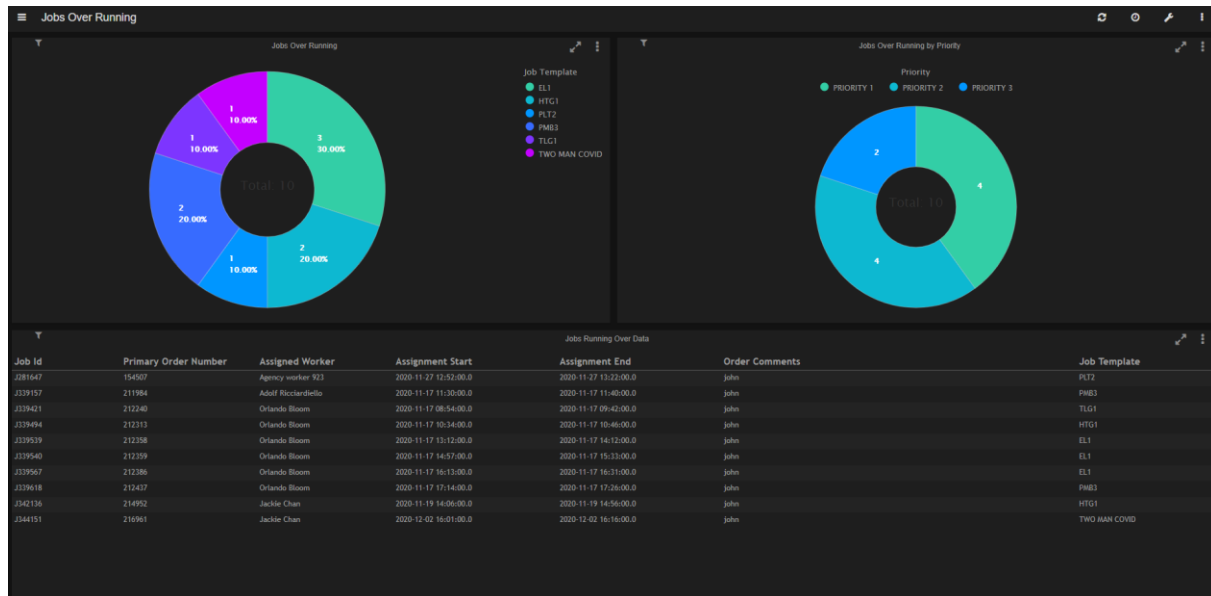 Jobs Over Running
Jobs Over Running
Job Template
EL1
HTG1
PLT2
PMB3
TLG1
TWO MAN COVID
1
10.00%
3
30.00%
1
10.00%
Total 10
2
20.00%
2
20.00%
1
10.00%
Jobs Over Running by Priority
Priority
PRIORITY 1 PRIORITY 2 PRIORITY 3
2
4
Total 10
4
Jobs Running Over Data
Job Id Primary Order Number Assigned Worker Assignment Start Assignment End Order Comments Job Template
J281647 154507 Agency worker 923 2020-11-27 12:52:00.0 2020-11-27 13:22:00.0 john PLT2
J339157 211984 Adolf Ricciardiello 2020-11-17 11:30:00.0 2020-11-17 11:40:00.0 john PMB3
J339421 212240 Orlando Bloom 2020-11-17 08:54:00.0 2020-11-17 09:42:00.0 john TLG1
J339494 212313 Orlando Bloom 2020-11-17 10:34:00.0 2020-11-17 10:46:00.0 john HTG1
J339539 212358 Orlando Bloom 2020-11-17 13:12:00.0 2020-11-17 14:12:00.0 john EL1
J339540 212359 Orlando Bloom 2020-11-17 14:57:00.0 2020-11-17 15:33:00.0 john EL1
J339567 212386 Orlando Bloom 2020-11-17 16:13:00.0 2020-11-17 16:31:00.0 john EL1
J339618 212437 Orlando Bloom 2020-11-17 17:14:00.0 2020-11-17 17:26:00.0 john PMB3
J342136 214952 Jackie Chan 2020-11-19 14:06:00.0 2020-11-19 14:56:00.0 john HTG1
J344151 216961 Jackie Chan 2020-12-02 16:01:00.0 2020-12-02 16:16:00.0 john TWO MAN COVID